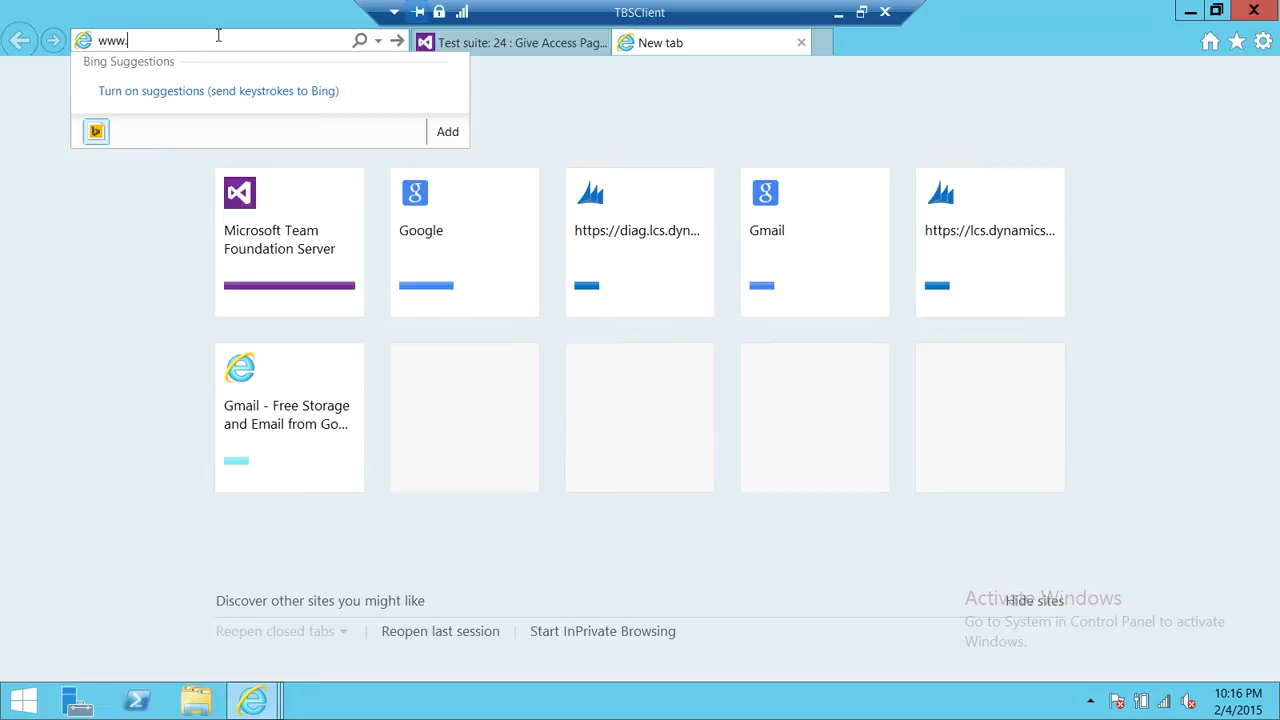 TBSClient
www.
Test suite: 24 : Give Access Pag...
New tab
Bing Suggestions
Turn on suggestions (send keystrokes to Bing)
Add
Microsoft Team
Foundation Server
Google
https://diag.lcs.dyn...
Gmail
https://lcs.dynamics...
Gmail - Free Storage
and Email from Go...
Discover other sites you might like
Hide sites
Activate Windows
Go to System in Control Panel to activate
Windows.
Reopen closed tabs
Reopen last session
Start InPrivate Browsing
10:16 PM
2/4/2015